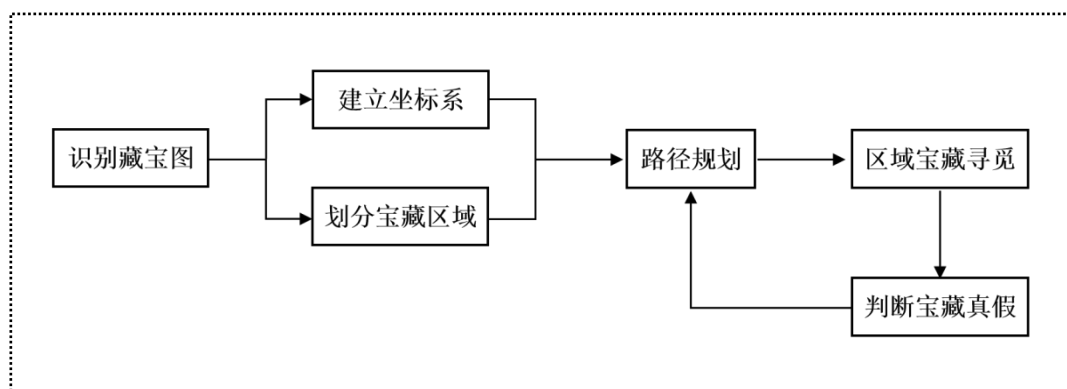 识别藏宝图
建立坐标系
划分宝藏区域
路径规划
区域宝藏寻觅
判断宝藏真假